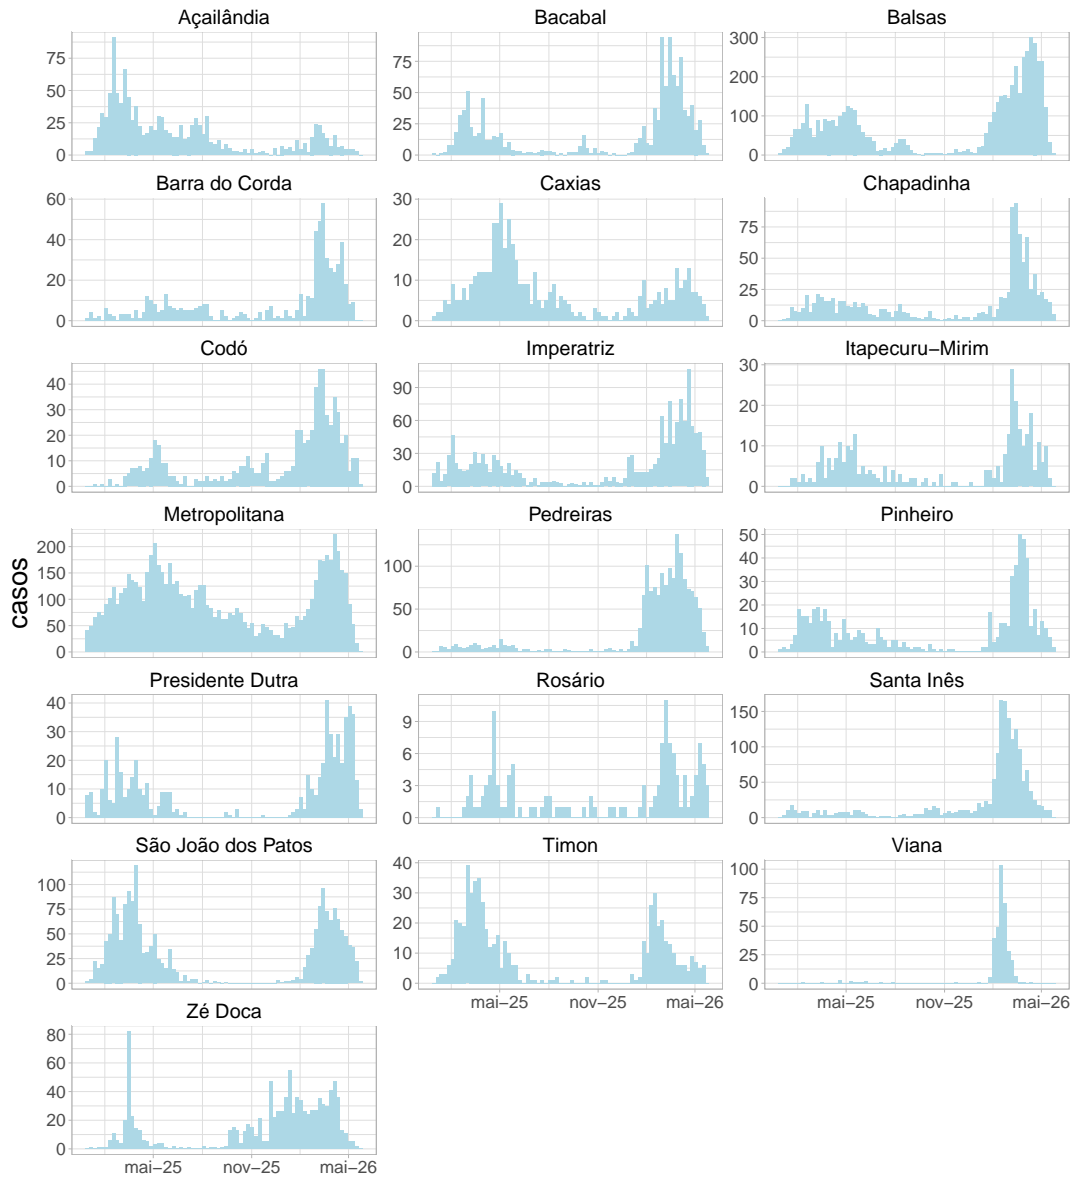 Açailândia
Bacabal
Balsas
75
50
25
0
75
50
25
0
300
200
100
0
Barra do Corda
Caxias
Chapadinha
60
40
20
0
30
20
10
0
75
50
25
0
Codó
Imperatriz
Itapecuru−Mirim
40
30
20
10
0
90
60
30
0
30
20
10
0
Metropolitana
Pedreiras
Pinheiro
200
150
100
50
0
100
50
0
50
40
30
20
10
0
casos
Presidente Dutra
Rosário
Santa Inês
40
30
20
10
0
9
6
3
0
150
100
50
0
São João dos Patos
Timon
Viana
100
75
50
25
0
40
30
20
10
0
100
75
50
25
0
mai−25
nov−25
mai−26
mai−25
nov−25
mai−26
Zé Doca
80
60
40
20
0
mai−25
nov−25
mai−26